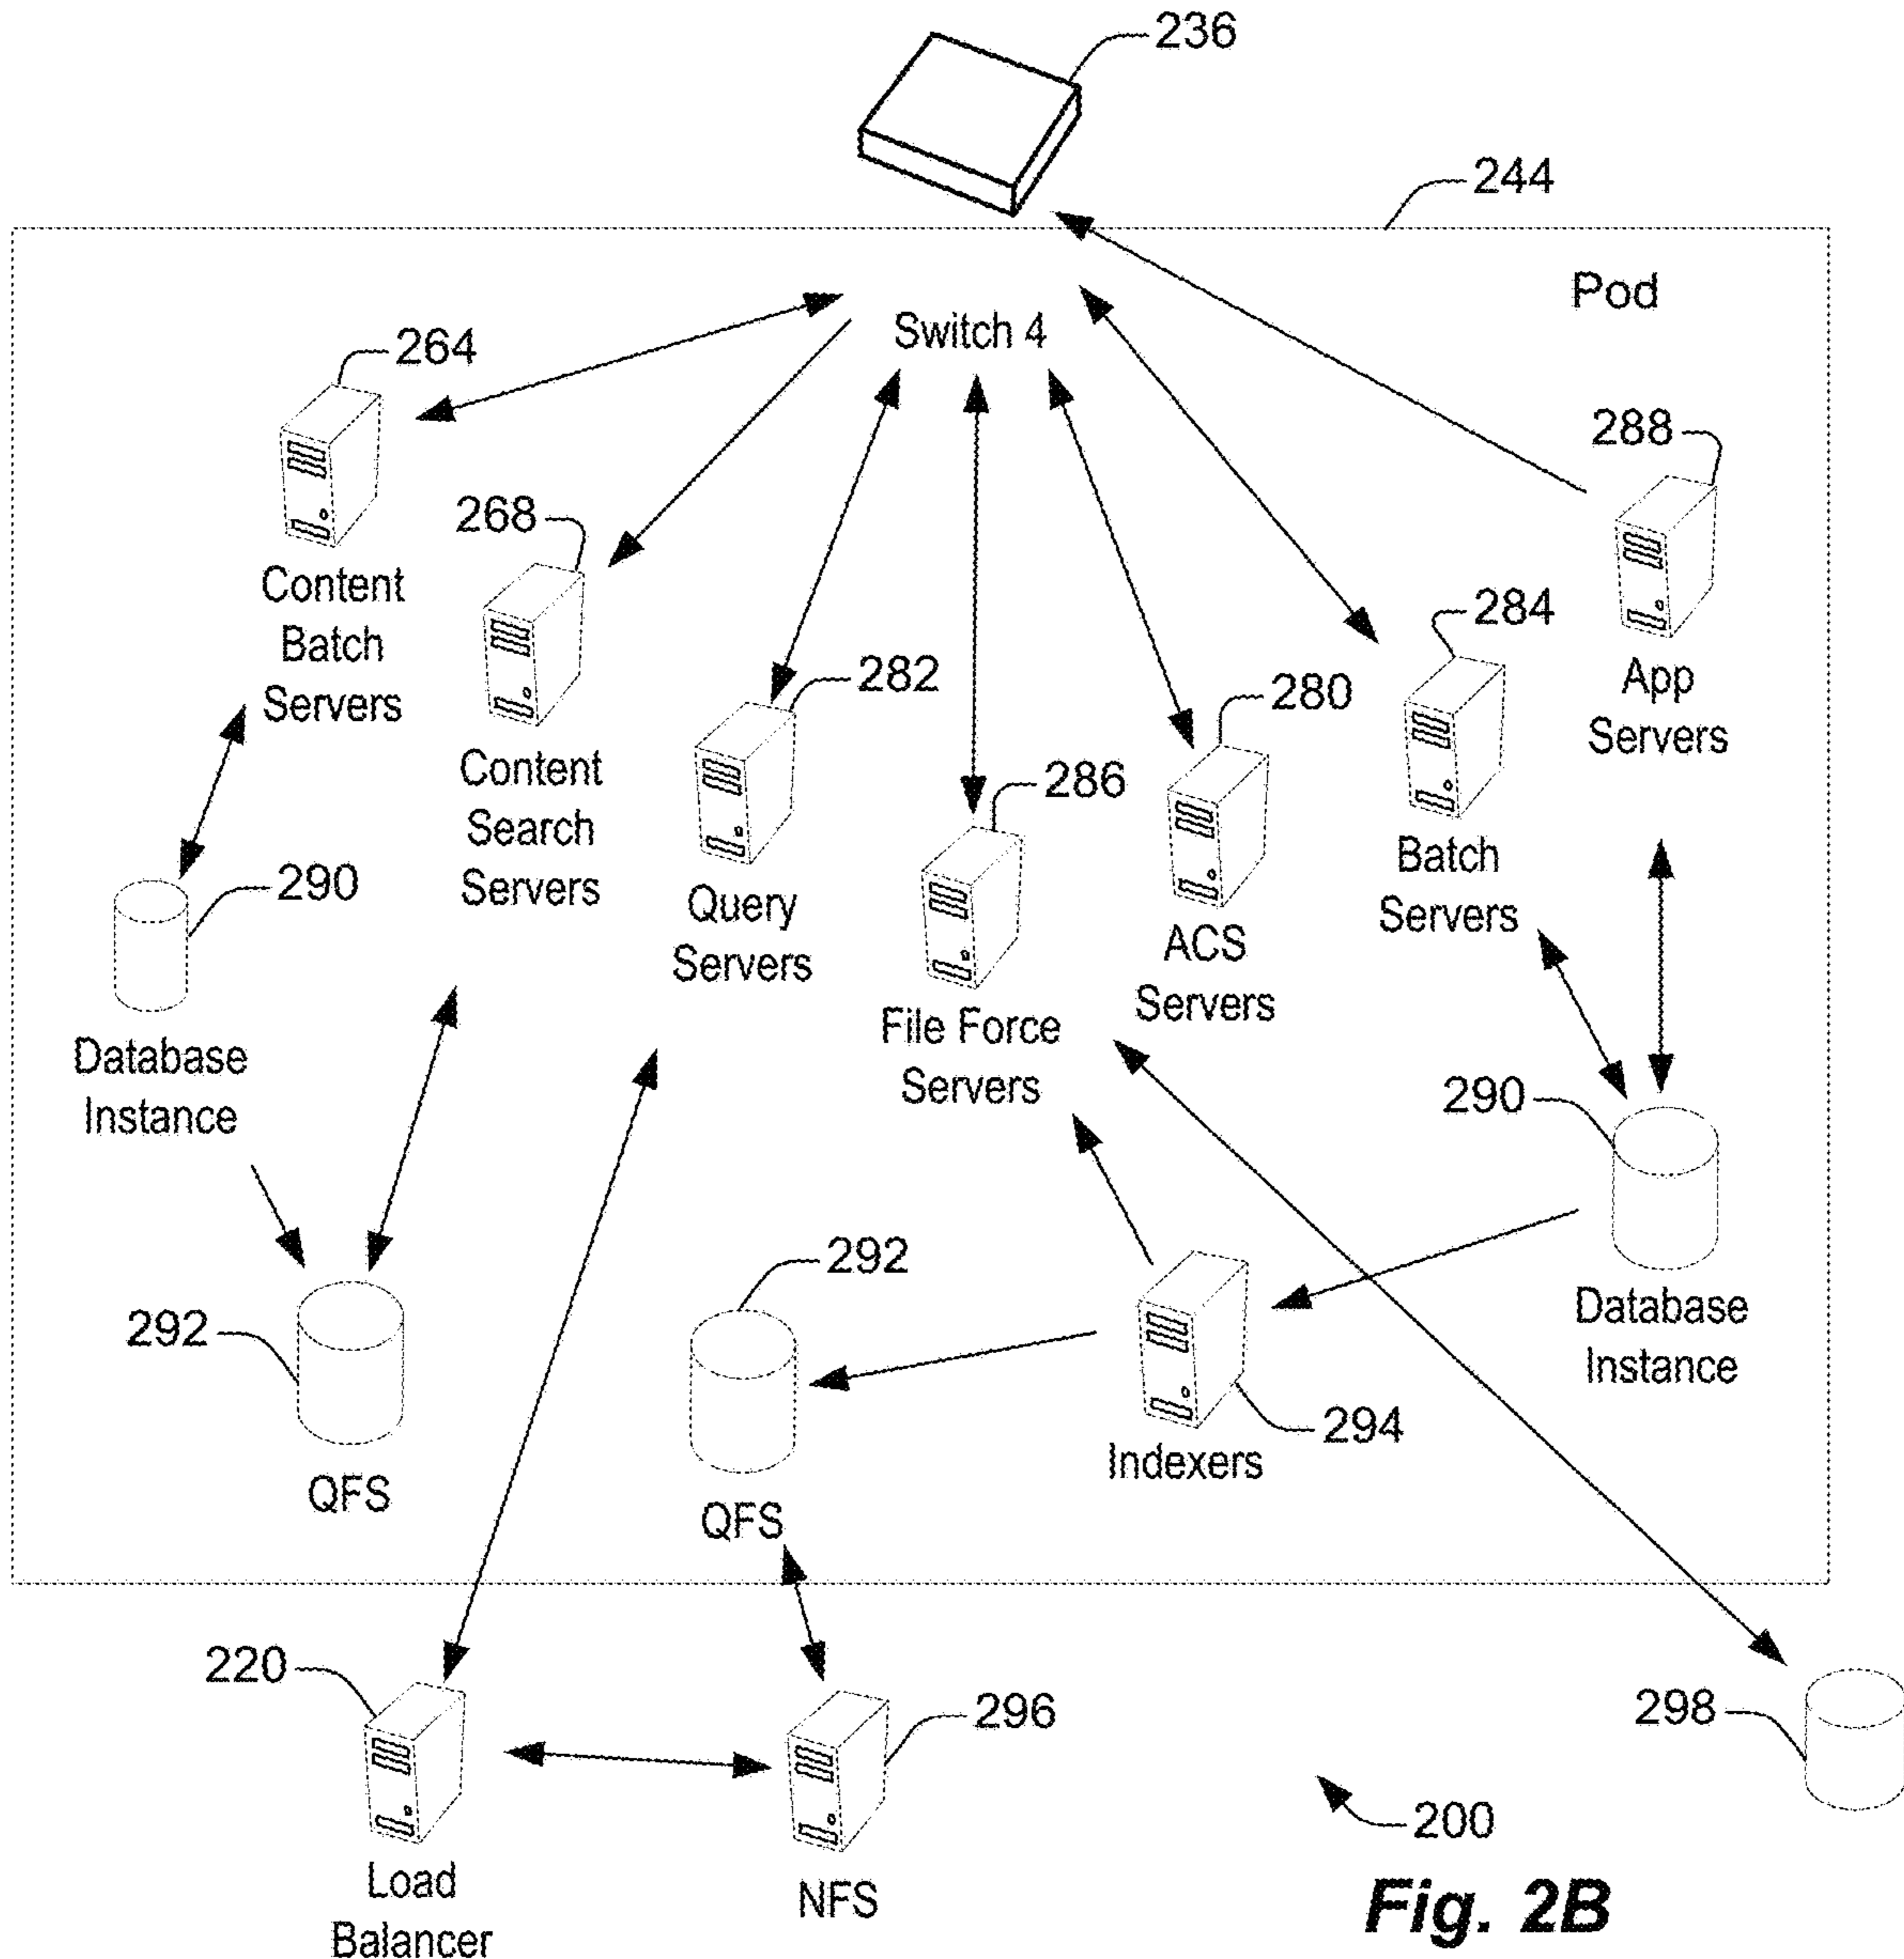 236
244
Pod
Switch 4
264
Content
Batch
Servers
268
Content
Search
Servers
282
Query
Servers
286
File Force
Servers
280
ACS
Servers
284
Batch
Servers
288
App
Servers
290
Database
Instance
290
Database
Instance
292
QFS
292
QFS
294
Indexers
220
Load
Balancer
296
NFS
298
200
Fig. 2B